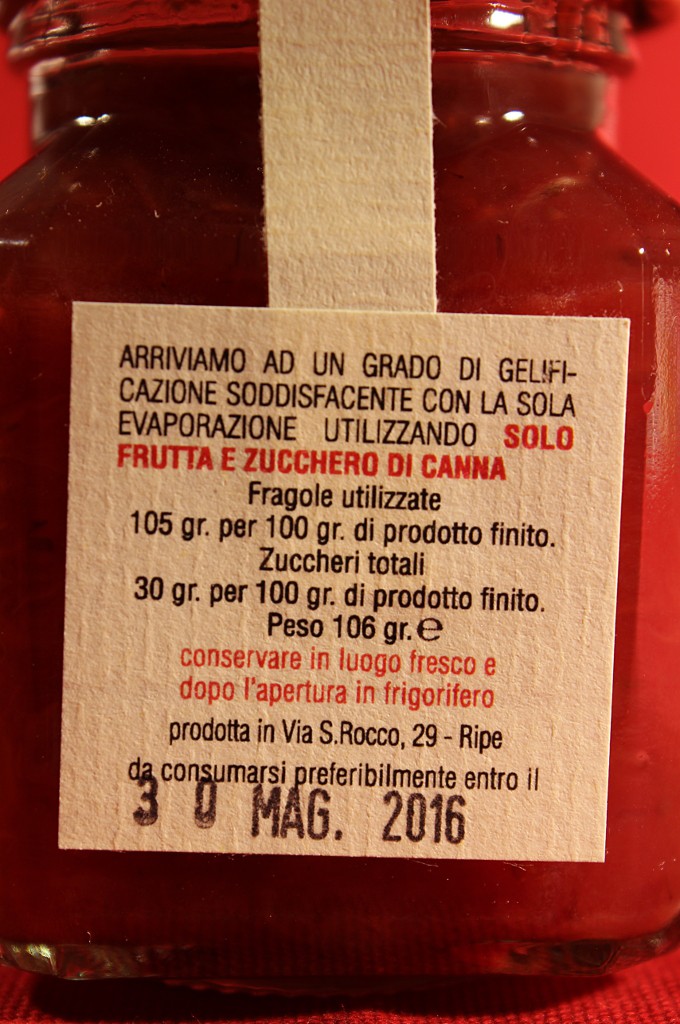 ARRIVIAMO AD UN GRADO DI GELIFI-
CAZIONE SODDISFACENTE CON LA SOLA
EVAPORAZIONE UTILIZZANDO SOLO
FRUTTA E ZUCCHERO DI CANNA
Fragole utilizzate
105 gr. per 100 gr. di prodotto finito.
Zuccheri totali
30 gr. per 100 gr. di prodotto finito.
Peso 106 gr. ℮
conservare in luogo fresco e
dopo l'apertura in frigorifero
prodotta in Via S.Rocco, 29 - Ripe
da consumarsi preferibilmente entro il
30 MAG. 2016